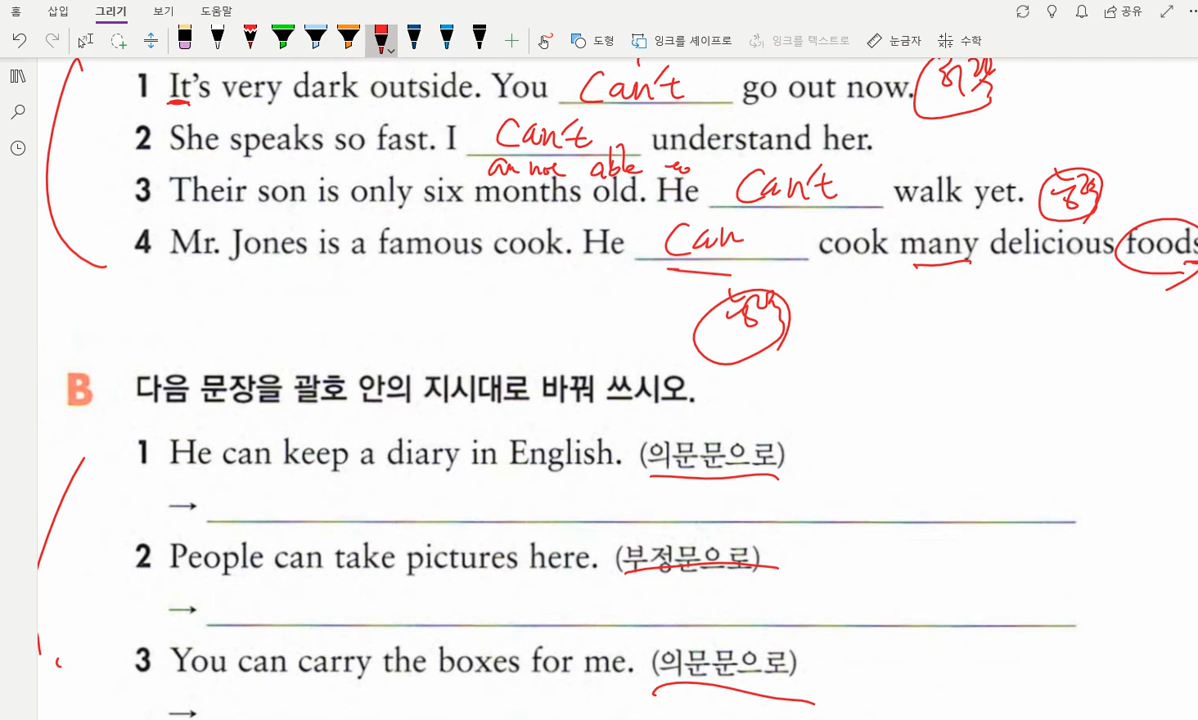 홈 삽입 그리기 보기 도움말 공유
도형 잉크를 셰이프로 잉크를 텍스트로 눈금자 수학
1 It's very dark outside. You can't go out now. 허락
2 She speaks so fast. I can't understand her.
am not able to
3 Their son is only six months old. He can't walk yet. 능력
4 Mr. Jones is a famous cook. He can cook many delicious foods
능력
B 다음 문장을 괄호 안의 지시대로 바꿔 쓰시오.
1 He can keep a diary in English. (의문문으로)
→
2 People can take pictures here. (부정문으로)
→
3 You can carry the boxes for me. (의문문으로)
→